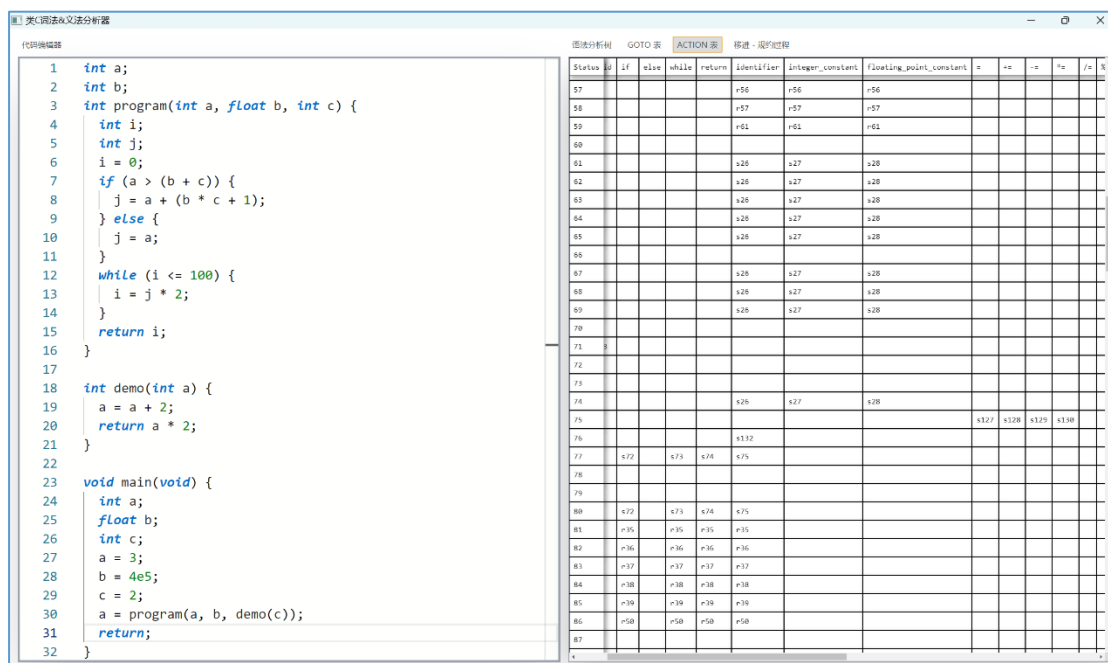 类C词法&义法分析器
代码编辑器
1 int a;
2 int b;
3 int program(int a, float b, int c) {
4 int i;
5 int j;
6 i = 0;
7 if (a > (b + c)) {
8 j = a + (b * c + 1);
9 } else {
10 j = a;
11 }
12 while (i <= 100) {
13 i = j * 2;
14 }
15 return i;
16 }
17
18 int demo(int a) {
19 a = a + 2;
20 return a * 2;
21 }
22
23 void main(void) {
24 int a;
25 float b;
26 int c;
27 a = 3;
28 b = 4e5;
29 c = 2;
30 a = program(a, b, demo(c));
31 return;
32 }
GOTO 表 ACTION 表 移进 - 规约过程
Status id if else while return identifier integer_constant floating_point_constant = += -= *= /= %
57 r56 r56 r56
58 r57 r57 r57
59 r61 r61 r61
60
61 s26 s27 s28
62 s26 s27 s28
63 s26 s27 s28
64 s26 s27 s28
65 s26 s27 s28
66
67 s26 s27 s28
68 s26 s27 s28
69 s26 s27 s28
70
71
72
73
74 s26 s27 s28
75 s127 s128 s129 s130
76 s132
77 s72 s73 s74 s75
78
79
80 s72 s73 s74 s75
81 r35 r35 r35 r35
82 r36 r36 r36 r36
83 r37 r37 r37 r37
84 r38 r38 r38 r38
85 r39 r39 r39 r39
86 r50 r50 r50 r50
87